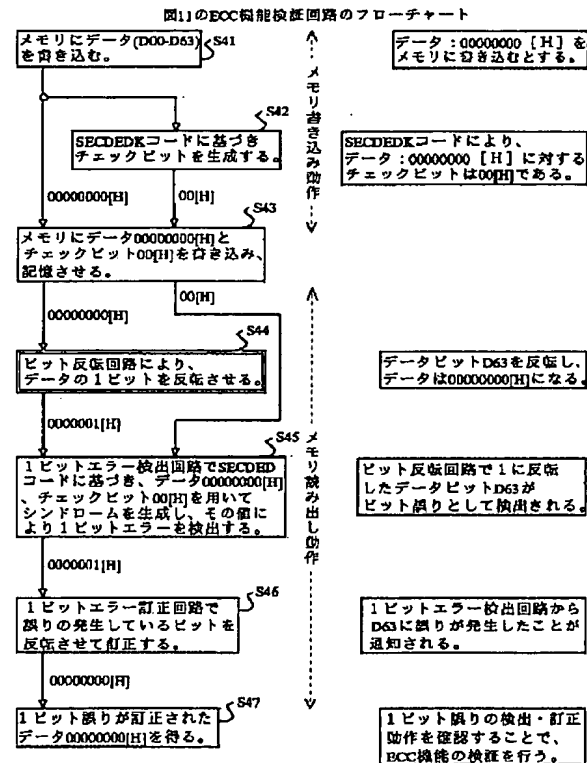 図11のECC機能検証回路のフローチャート
メモリにデータ(D00-D63)
を書き込む。
S41
データ：00000000［H］を
メモリに書き込むとする。
S42
SECDEDKコードに基づき
チェックビットを生成する。
SECDEDKコードにより、
データ：00000000［H］に対する
チェックビットは00[H]である。
メモリ書き込み動作
00000000[H]
00[H]
S43
メモリにデータ00000000[H]と
チェックビット00[H]を書き込み、
記憶させる。
00000000[H]
00[H]
S44
ビット反転回路により、
データの１ビットを反転させる。
データビットD63を反転し、
データは00000000[H]になる。
0000001[H]
S45
１ビットエラー検出回路でSECDED
コードに基づき、データ00000000[H]
、チェックビット00[H]を用いて
シンドロームを生成し、その値に
より１ビットエラーを検出する。
ビット反転回路で１に反転
したデータビットD63が
ビット誤りとして検出される。
メモリ読み出し動作
0000001[H]
S46
１ビットエラー訂正回路で
誤りの発生しているビットを
反転させて訂正する。
１ビットエラー検出回路から
D63に誤りが発生したことが
通知される。
00000000[H]
S47
１ビット誤りが訂正された
データ00000000[H]を得る。
１ビット誤りの検出・訂正
動作を確認することで、
ECC機能の検証を行う。